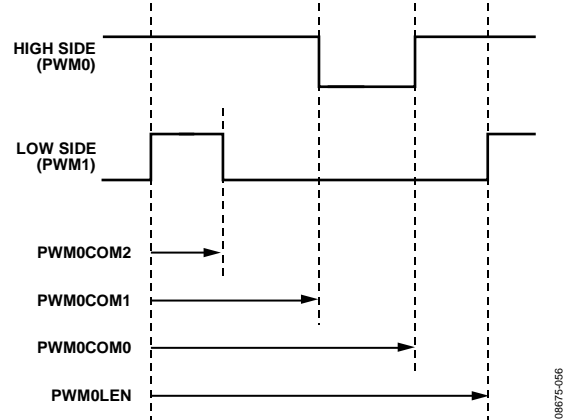 HIGH SIDE
(PWM0)
LOW SIDE
(PWM1)
PWM0COM2
PWM0COM1
PWM0COM0
PWM0LEN
08675-056